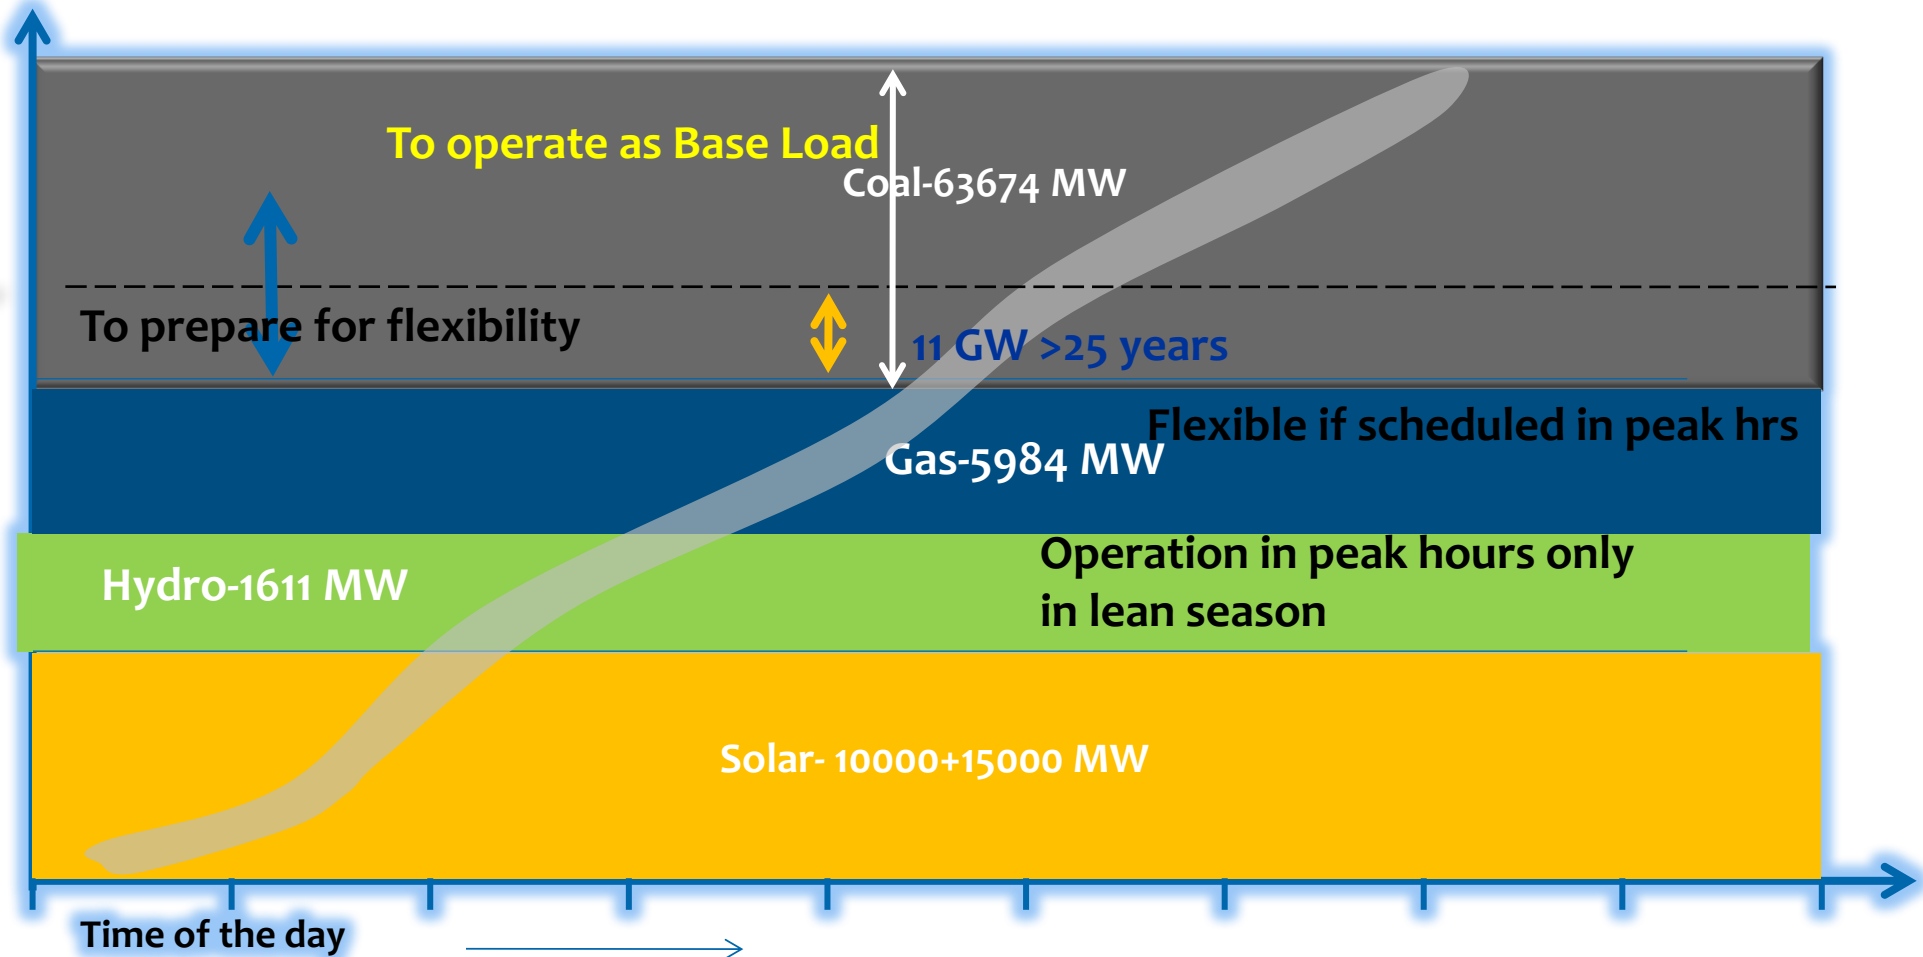 To operate as Base Load
Coal-63674 MW
To prepare for flexibility
11 GW >25 years
Flexible if scheduled in peak hrs
Gas-5984 MW
Operation in peak hours only
in lean season
Hydro-1611 MW
Solar- 10000+15000 MW
Time of the day